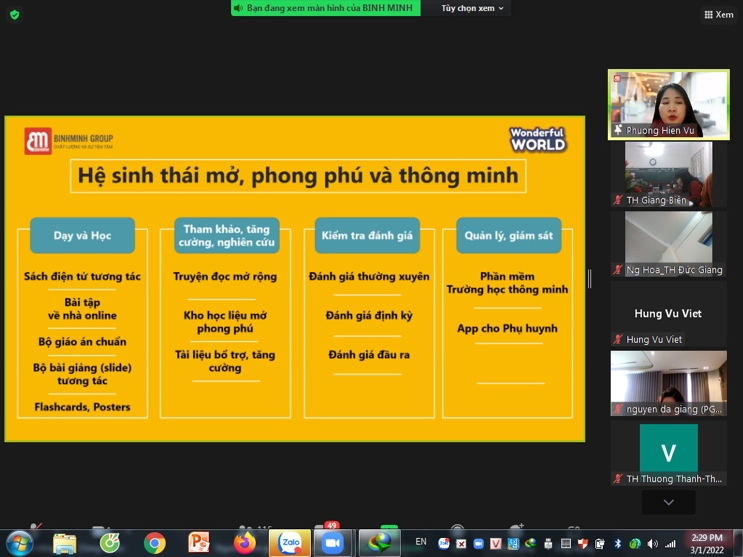 Bạn đang xem màn hình của BINH MINH
Tùy chọn xem
Xem
BINHMINH GROUP
CHẤT LƯỢNG VÀ SỰ TẬN TÂM
Wonderful
WORLD
Hệ sinh thái mở, phong phú và thông minh
Dạy và Học
Sách điện tử tương tác
Bài tập
về nhà online
Bộ giáo án chuẩn
Bộ bài giảng (slide)
tương tác
Flashcards, Posters
Tham khảo, tăng
cường, nghiên cứu
Truyện đọc mở rộng
Kho học liệu mở
phong phú
Tài liệu bổ trợ, tăng
cường
Kiểm tra đánh giá
Đánh giá thường xuyên
Đánh giá định kỳ
Đánh giá đầu ra
Quản lý, giám sát
Phần mềm
Trường học thông minh
App cho Phụ huynh
Phuong Hien Vu
TH Giang Biên
Ng Hoa_TH Đức Giang
Hung Vu Viet
Hung Vu Viet
nguyen da giang (PG...
V
TH Thuong Thanh-Th...
49
Zalo
EN
2:29 PM
3/1/2022